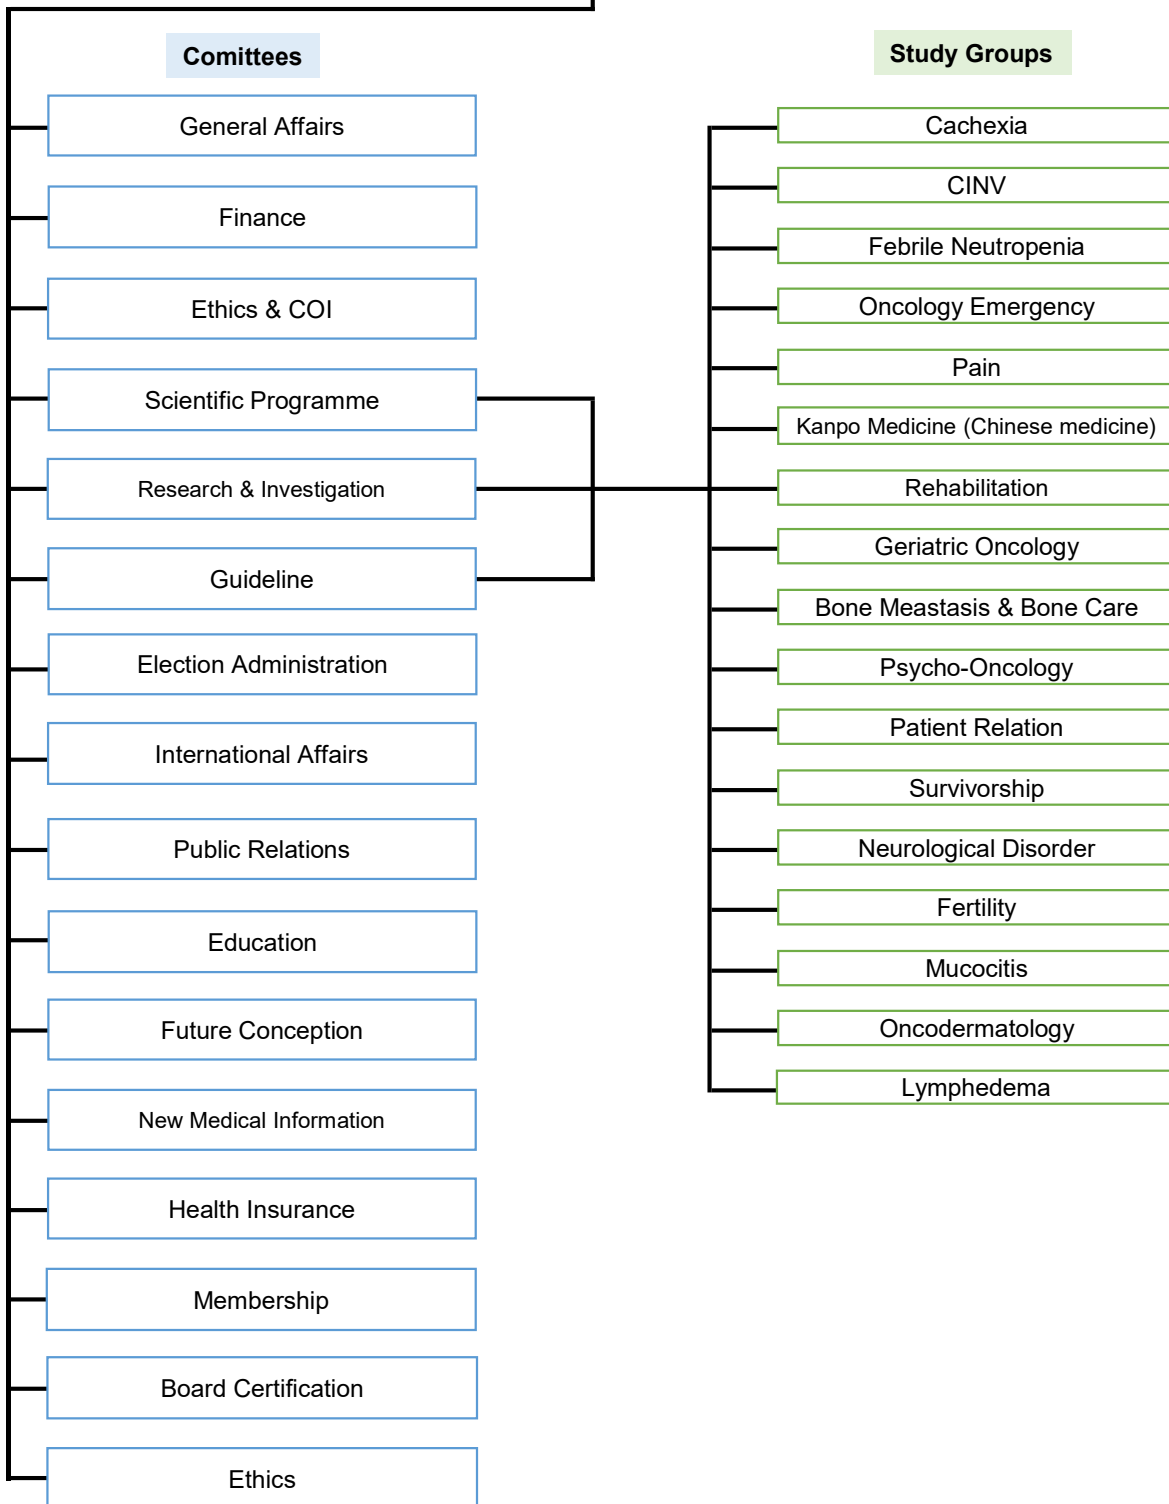 Comittees
General Affairs
Finance
Ethics & COI
Scientific Programme
Research & Investigation
Guideline
Election Administration
International Affairs
Public Relations
Education
Future Conception
New Medical Information
Health Insurance
Membership
Board Certification
Ethics
Study Groups
Cachexia
CINV
Febrile Neutropenia
Oncology Emergency
Pain
Kanpo Medicine (Chinese medicine)
Rehabilitation
Geriatric Oncology
Bone Meastasis & Bone Care
Psycho-Oncology
Patient Relation
Survivorship
Neurological Disorder
Fertility
Mucocitis
Oncodermatology
Lymphedema